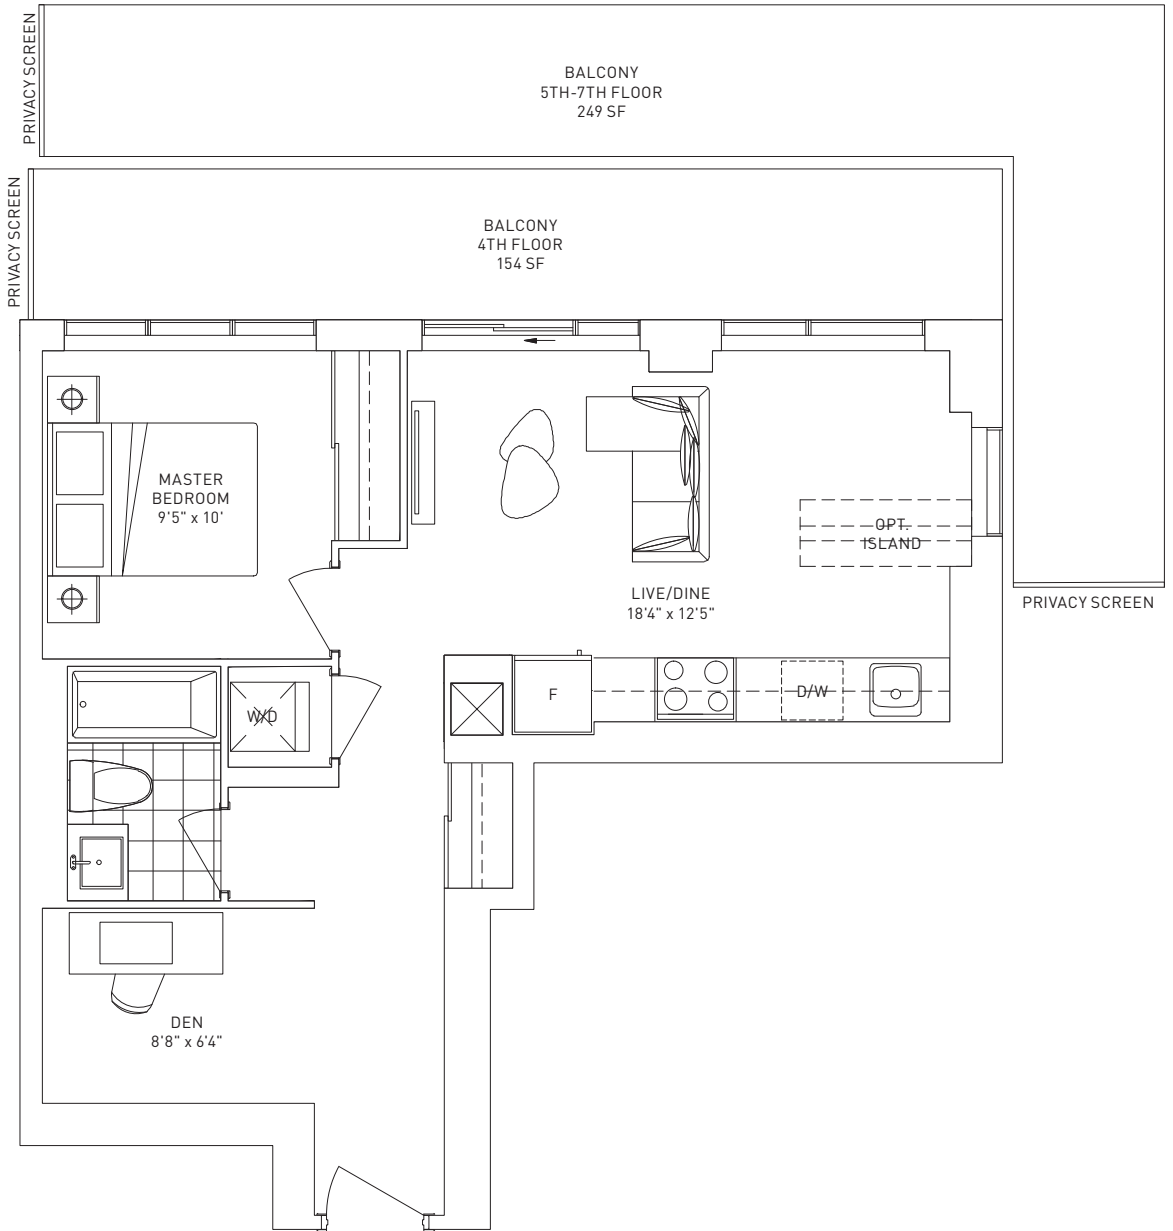 PRIVACY SCREEN
BALCONY
5TH-7TH FLOOR
249 SF
PRIVACY SCREEN
BALCONY
4TH FLOOR
154 SF
MASTER
BEDROOM
9'5" x 10'
OPT.
ISLAND
LIVE/DINE
18'4" x 12'5"
PRIVACY SCREEN
W/D
F
D/W
DEN
8'8" x 6'4"